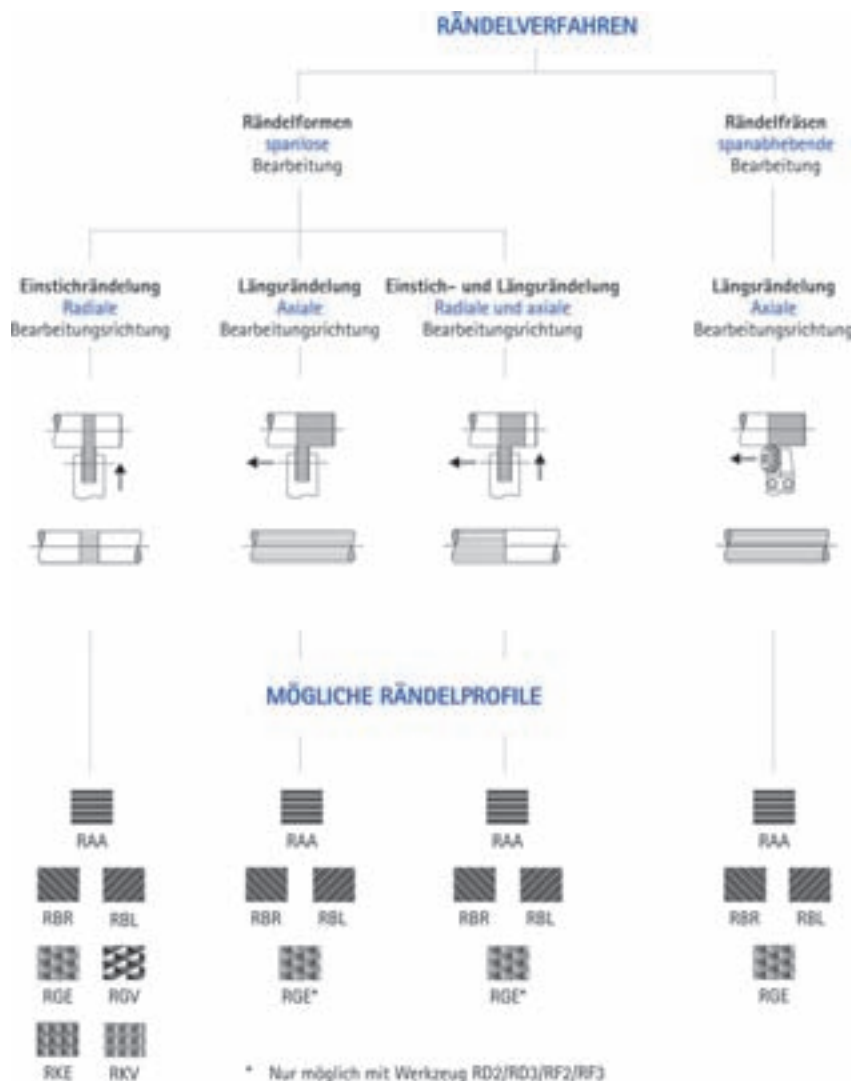 RÄNDELVERFAHREN
Rändelformen
spanlose
Bearbeitung
Rändelfräsen
spanabhebende
Bearbeitung
Einstichrändelung
Radiale
Bearbeitungsrichtung
Längsrändelung
Axiale
Bearbeitungsrichtung
Einstich- und Längsrändelung
Radiale und axiale
Bearbeitungsrichtung
Längsrändelung
Axiale
Bearbeitungsrichtung
MÖGLICHE RÄNDELPROFILE
RAA
RAA
RAA
RAA
RBR RBL
RBR RBL
RBR RBL
RBR RBL
RGE RGV
RGE*
RGE*
RGE
RKE RKV
* Nur möglich mit Werkzeug RD2/RD3/RF2/RF3